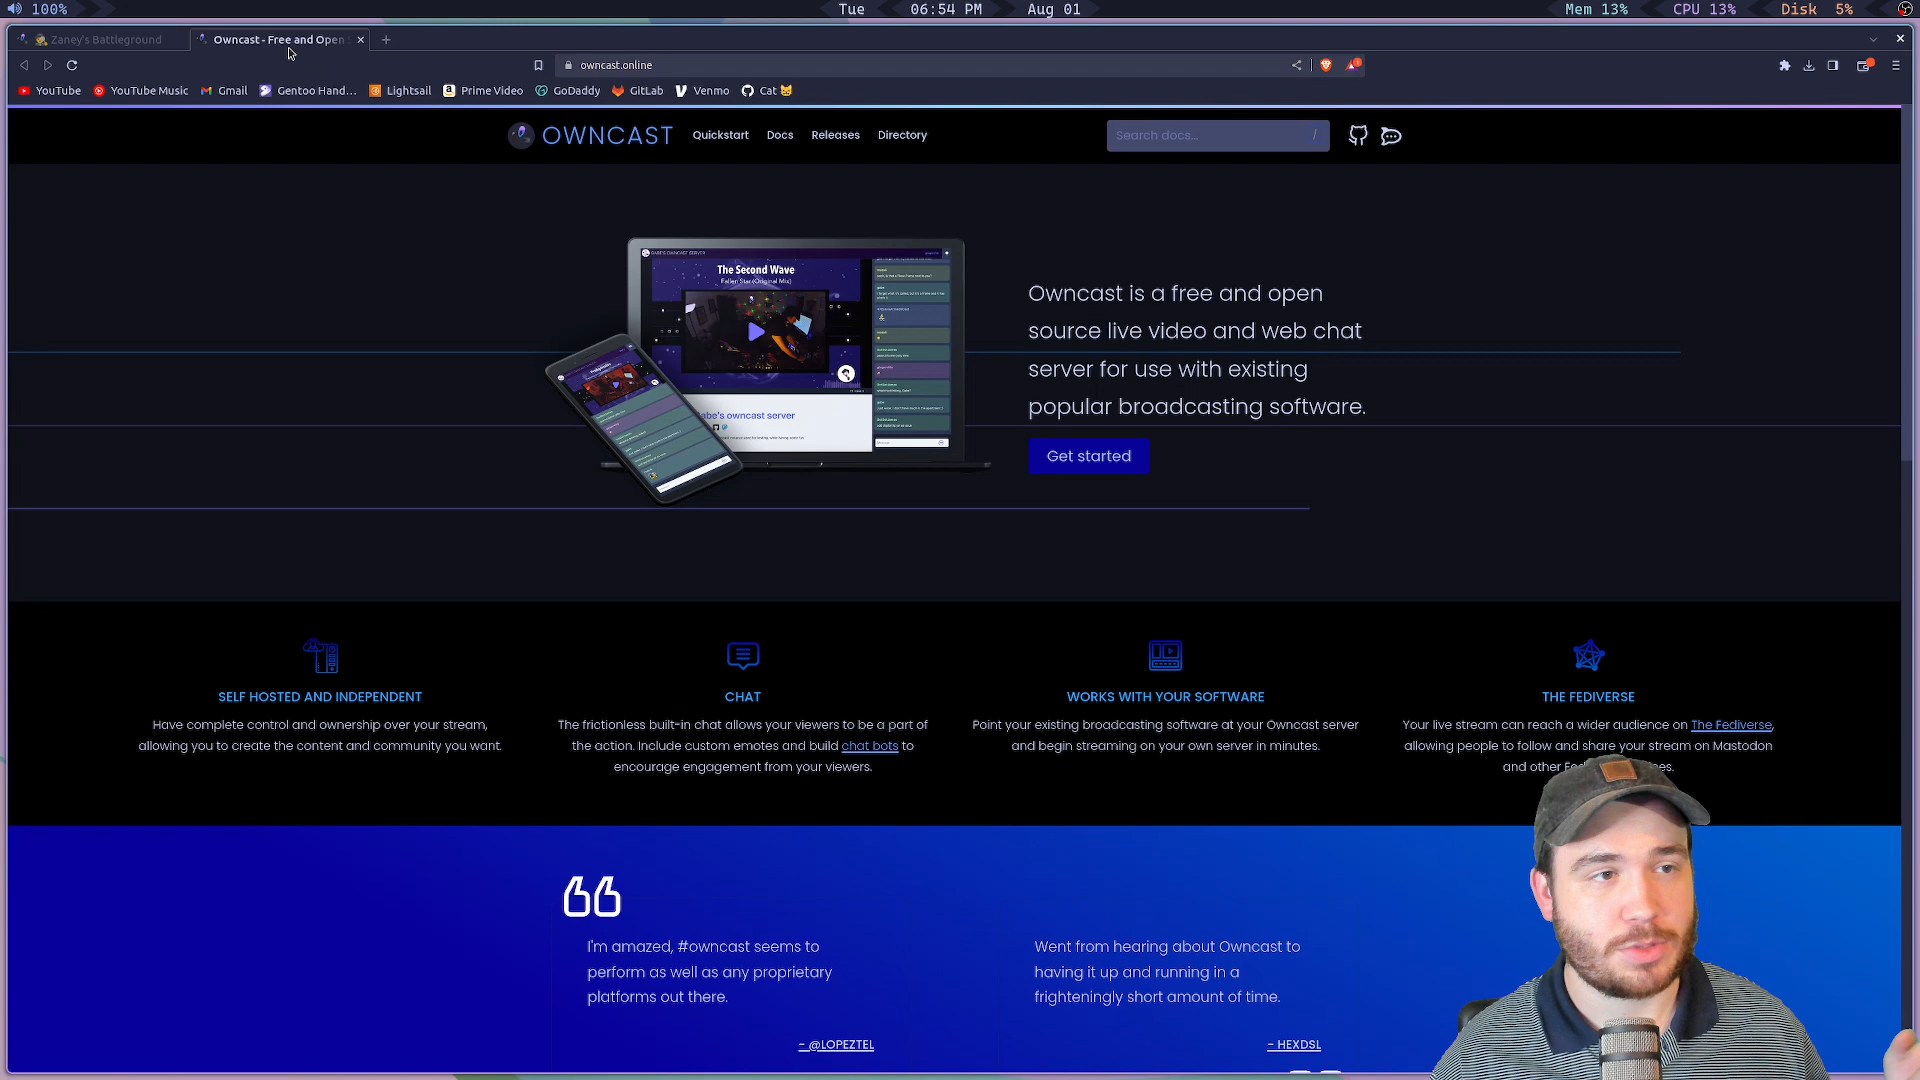 100%
Tue 06:54 PM Aug 01
Mem 13% CPU 13% Disk 5%
Zaney's Battleground
Owncast - Free and Open
owncast.online
YouTube YouTube Music Gmail Gentoo Hand... Lightsail Prime Video GoDaddy GitLab Venmo Cat
OWNCAST Quickstart Docs Releases Directory
Search docs... /
The Second Wave
Fallen Star (Original Mix)
owncast server
Owncast is a free and open
source live video and web chat
server for use with existing
popular broadcasting software.
Get started
SELF HOSTED AND INDEPENDENT
Have complete control and ownership over your stream,
allowing you to create the content and community you want.
CHAT
The frictionless built-in chat allows your viewers to be a part of
the action. Include custom emotes and build chat bots to
encourage engagement from your viewers.
WORKS WITH YOUR SOFTWARE
Point your existing broadcasting software at your Owncast server
and begin streaming on your own server in minutes.
THE FEDIVERSE
Your live stream can reach a wider audience on The Fediverse,
allowing people to follow and share your stream on Mastodon
and other
I'm amazed, #owncast seems to
perform as well as any proprietary
platforms out there.
- @LOPEZTEL
Went from hearing about Owncast to
having it up and running in a
frighteningly short amount of time.
- HEXDSL